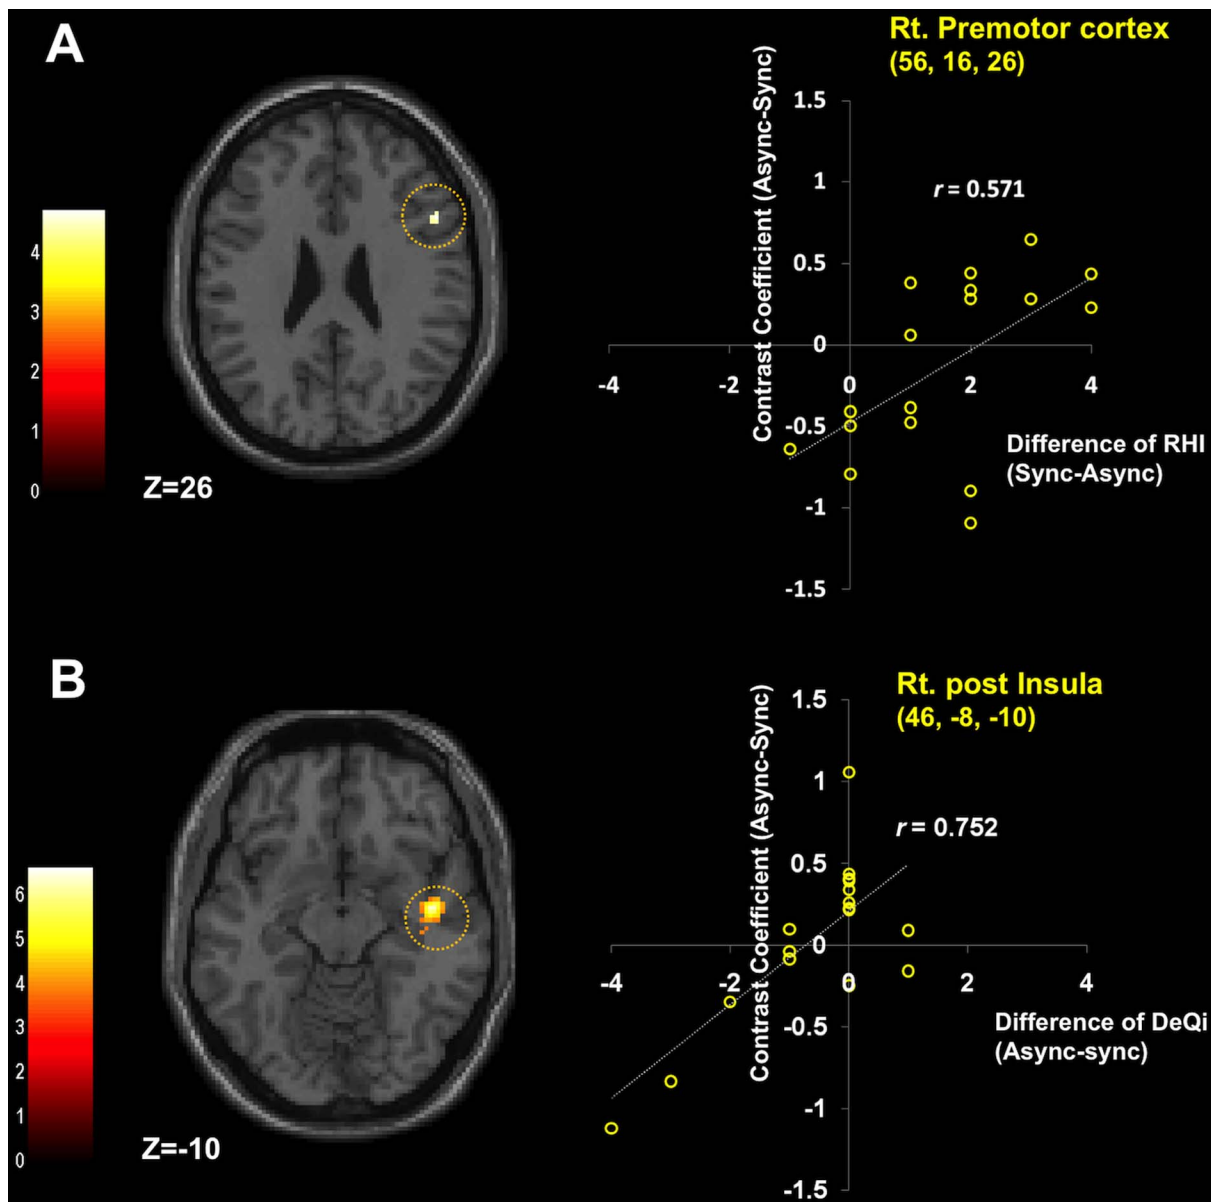 A
Rt. Premotor cortex
(56, 16, 26)
Contrast Coefficient (Async-Sync)
1.5
1
r = 0.571
0.5
0
-0.5
-1
-1.5
-4
-2
0
2
4
Difference of RHI
(Sync-Async)
4
3
2
1
0
Z=26
B
Rt. post Insula
(46, -8, -10)
Contrast Coefficient (Async-Sync)
1.5
1
r = 0.752
0.5
0
-0.5
-1
-1.5
-4
-2
0
2
4
Difference of DeQi
(Async-sync)
6
5
4
3
2
1
0
Z=-10